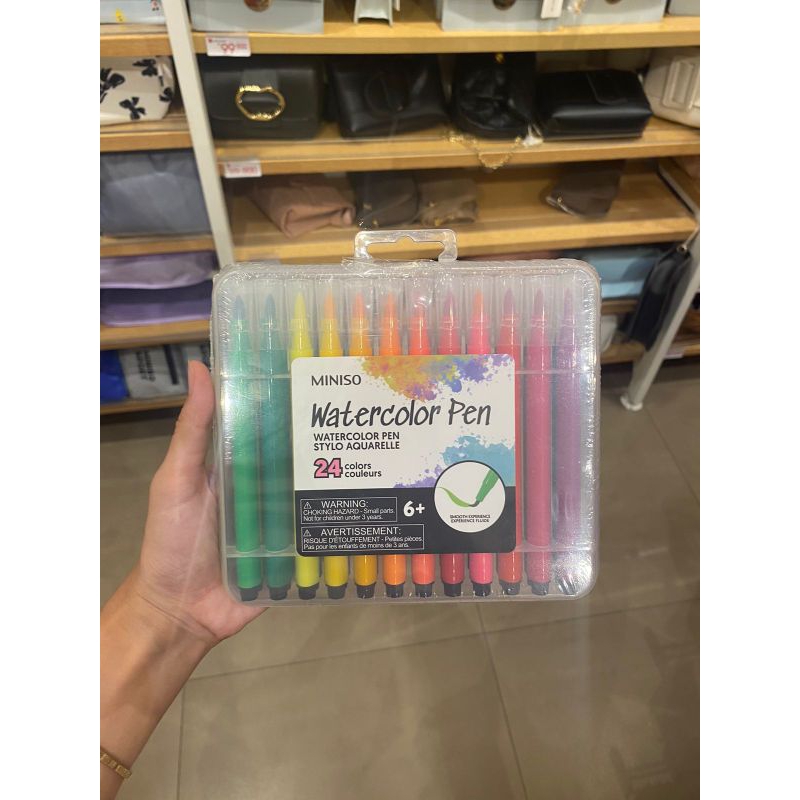 99.900
MINISO
Watercolor Pen
WATERCOLOR PEN
STYLO AQUARELLE
24 colors
couleurs
WARNING:
CHOKING HAZARD - Small parts.
Not for children under 3 years.
6+
AVERTISSEMENT:
RISQUE D'ÉTOUFFEMENT - Petites pièces.
Pas pour les enfants de moins de 3 ans.
SMOOTH EXPERIENCE
EXPÉRIENCE FLUIDE